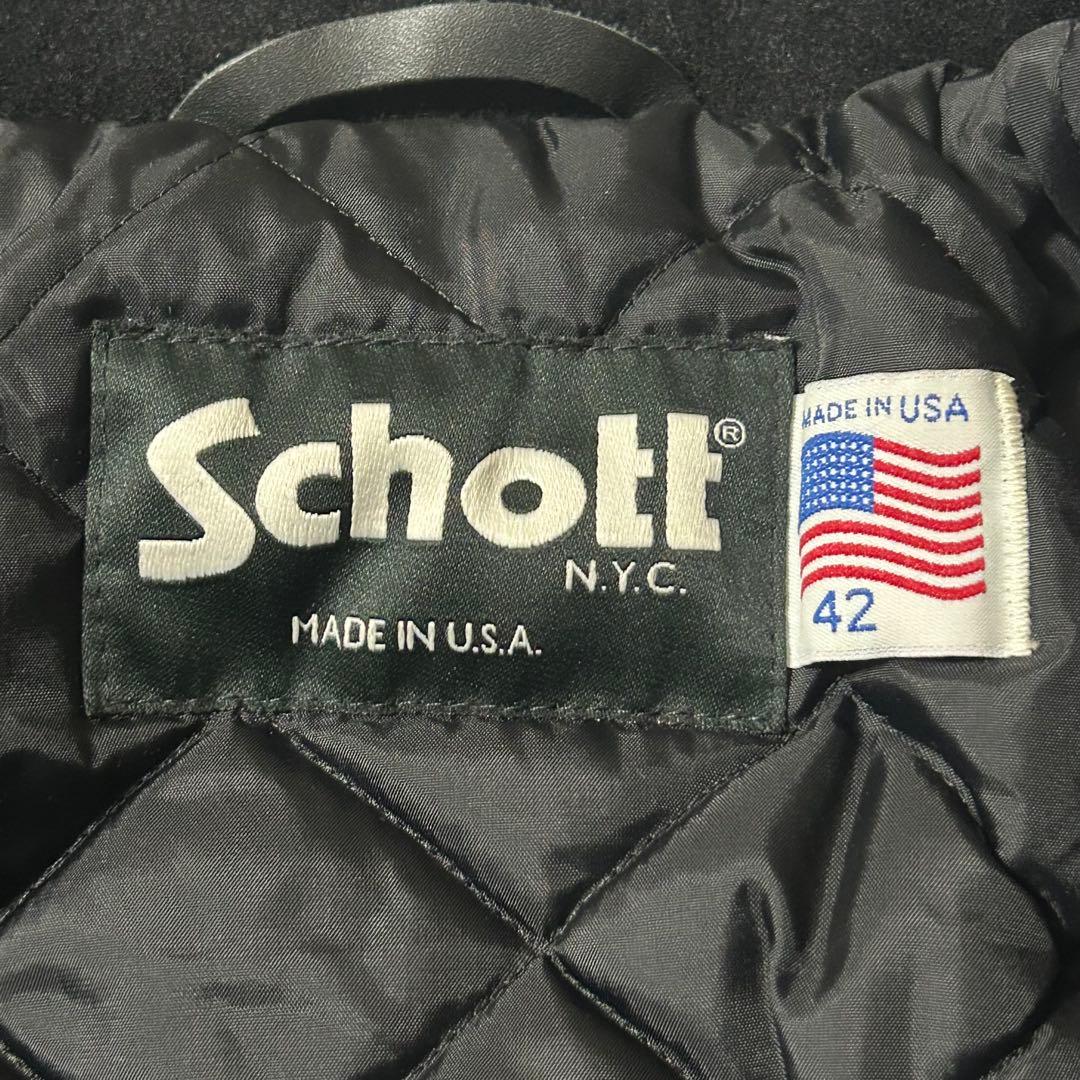 Schott®
N.Y.C.
MADE IN U.S.A.
MADE IN USA
42